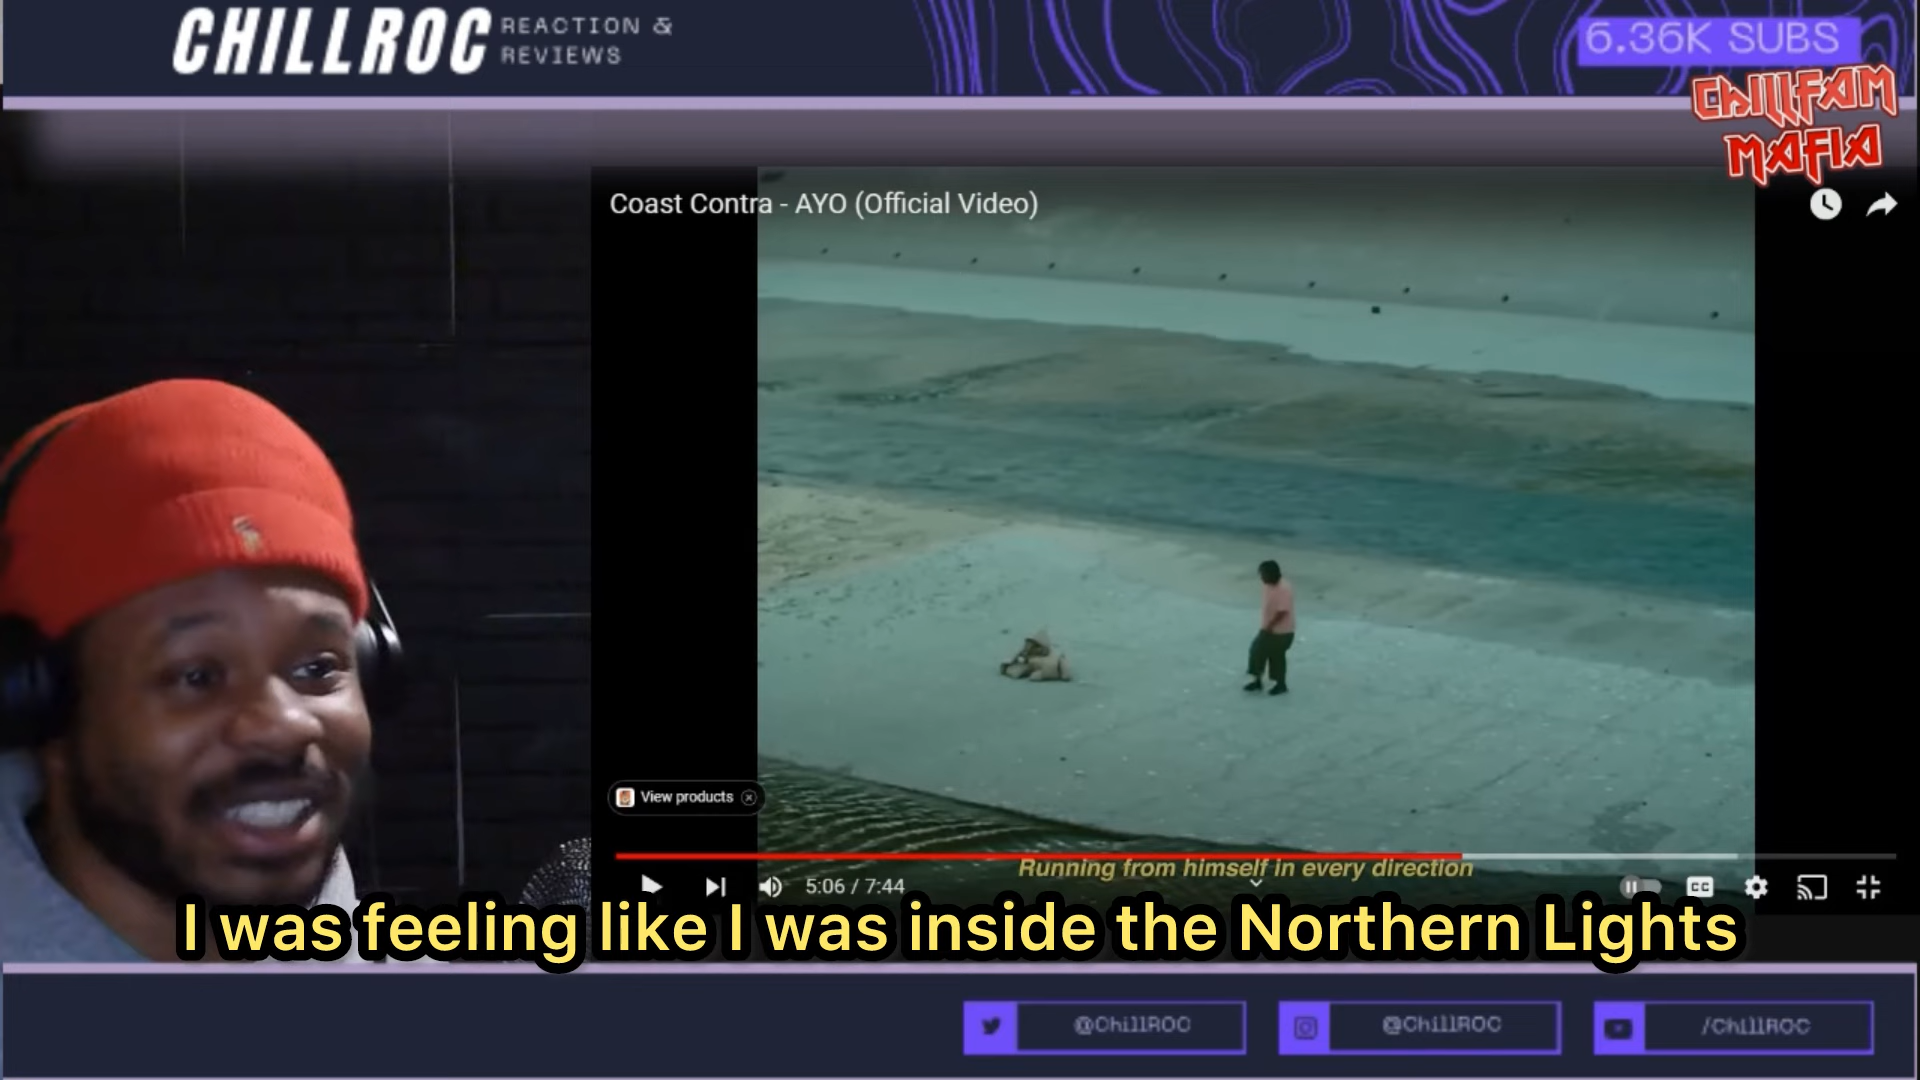 CHILLROC
REACTION &
REVIEWS
6.36K SUBS
ChillFAM
MAFIA
Coast Contra - AYO (Official Video)
View products
Running from himself in every direction
5:06 / 7:44
CC
I was feeling like I was inside the Northern Lights
@ChillROC
@ChillROC
/ChillROC